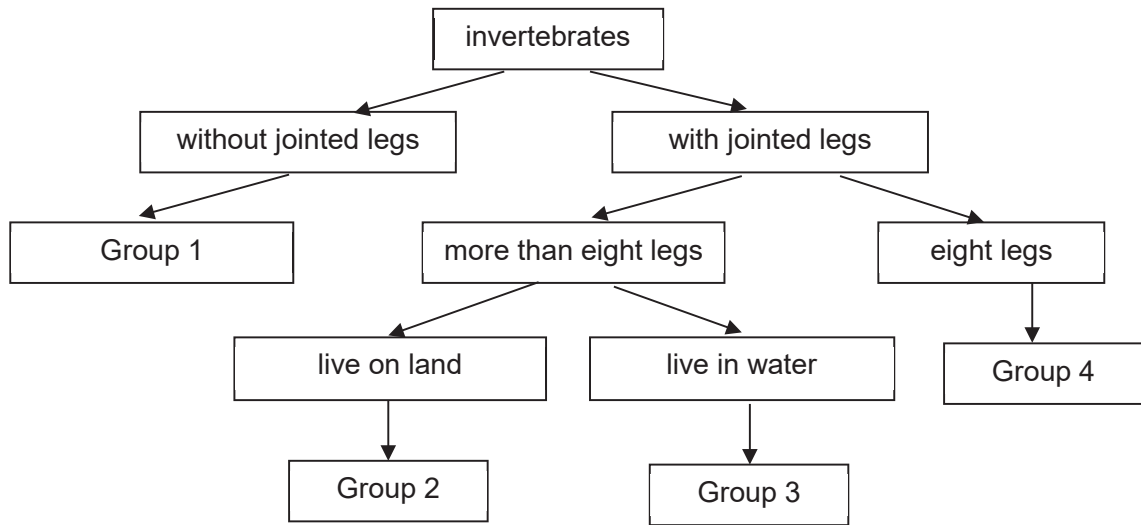 invertebrates
without jointed legs
with jointed legs
Group 1
more than eight legs
eight legs
live on land
live in water
Group 4
Group 2
Group 3